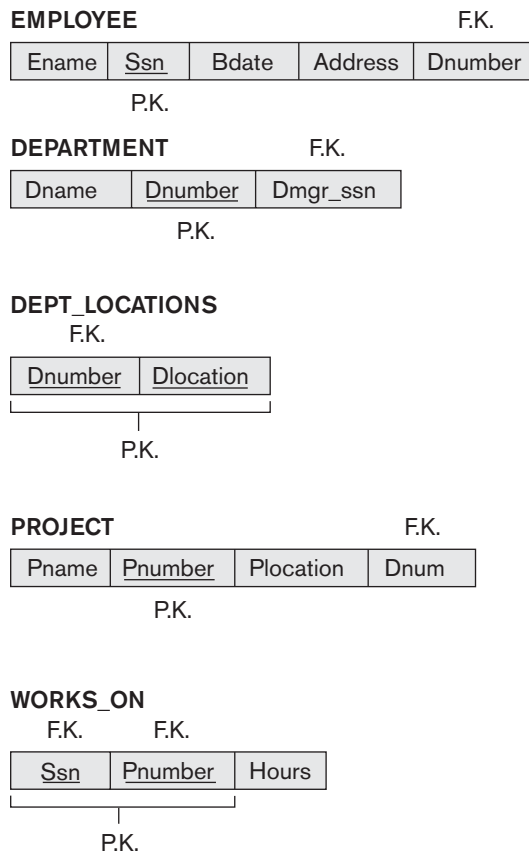 EMPLOYEE F.K.
Ename Ssn Bdate Address Dnumber
P.K.
DEPARTMENT F.K.
Dname Dnumber Dmgr_ssn
P.K.
DEPT_LOCATIONS
F.K.
Dnumber Dlocation
P.K.
PROJECT F.K.
Pname Pnumber Plocation Dnum
P.K.
WORKS_ON
F.K. F.K.
Ssn Pnumber Hours
P.K.